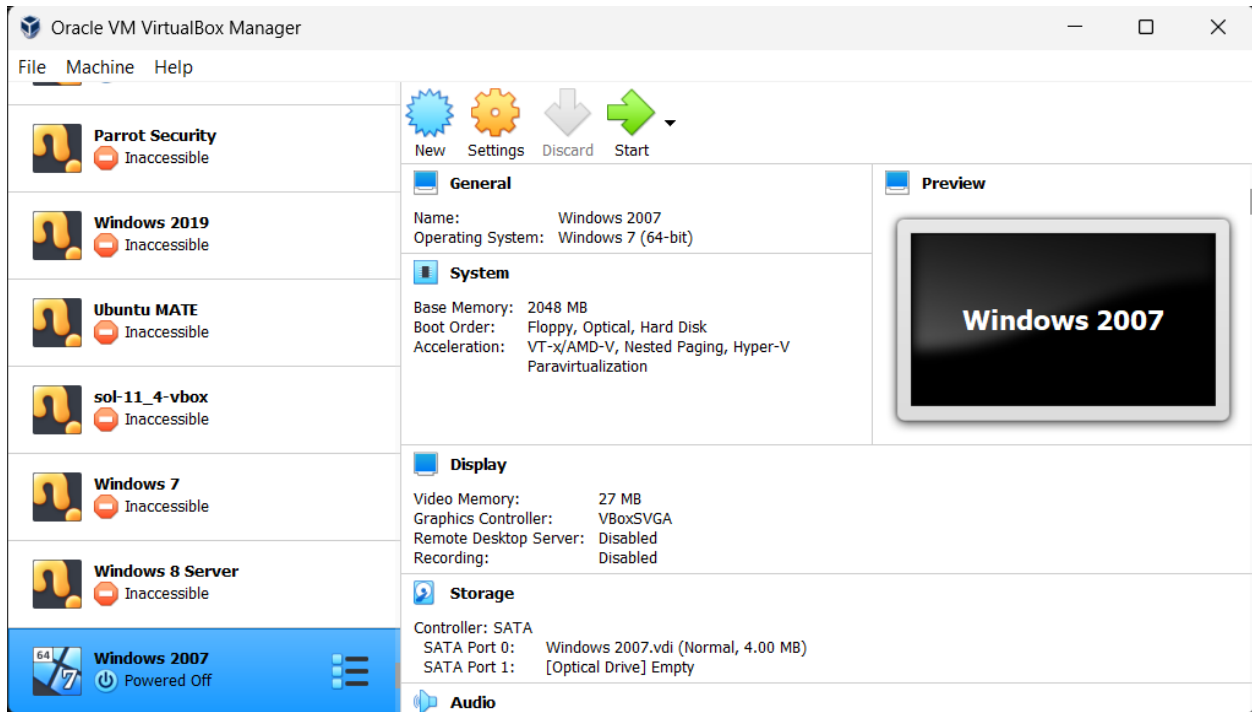 Oracle VM VirtualBox Manager
File Machine Help
Parrot Security
Inaccessible
Windows 2019
Inaccessible
Ubuntu MATE
Inaccessible
sol-11_4-vbox
Inaccessible
Windows 7
Inaccessible
Windows 8 Server
Inaccessible
64
7
Windows 2007
Powered Off
New Settings Discard Start
General
Name: Windows 2007
Operating System: Windows 7 (64-bit)
System
Base Memory: 2048 MB
Boot Order: Floppy, Optical, Hard Disk
Acceleration: VT-x/AMD-V, Nested Paging, Hyper-V
Paravirtualization
Preview
Windows 2007
Display
Video Memory: 27 MB
Graphics Controller: VBoxSVGA
Remote Desktop Server: Disabled
Recording: Disabled
Storage
Controller: SATA
SATA Port 0: Windows 2007.vdi (Normal, 4.00 MB)
SATA Port 1: [Optical Drive] Empty
Audio